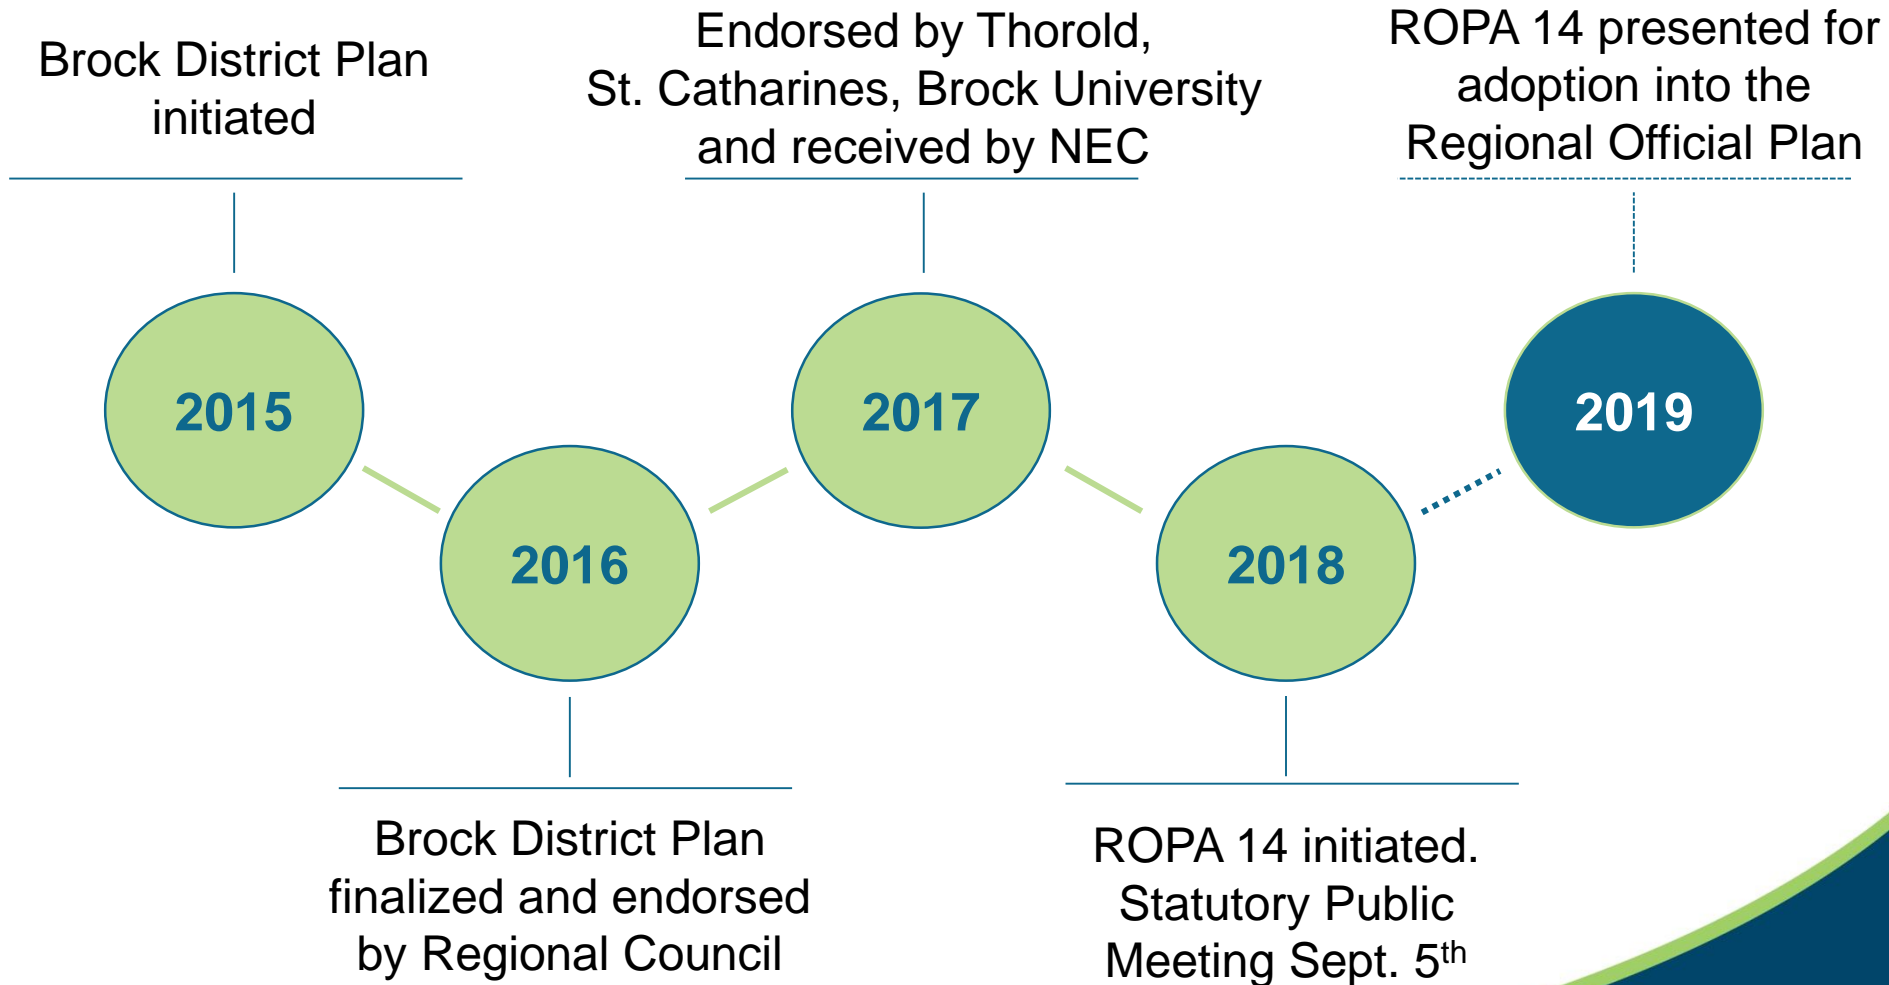 Brock District Plan
initiated
2015
2016
Brock District Plan
finalized and endorsed
by Regional Council
Endorsed by Thorold,
St. Catharines, Brock University
and received by NEC
2017
2018
ROPA 14 initiated.
Statutory Public
Meeting Sept. 5th
ROPA 14 presented for
adoption into the
Regional Official Plan
2019